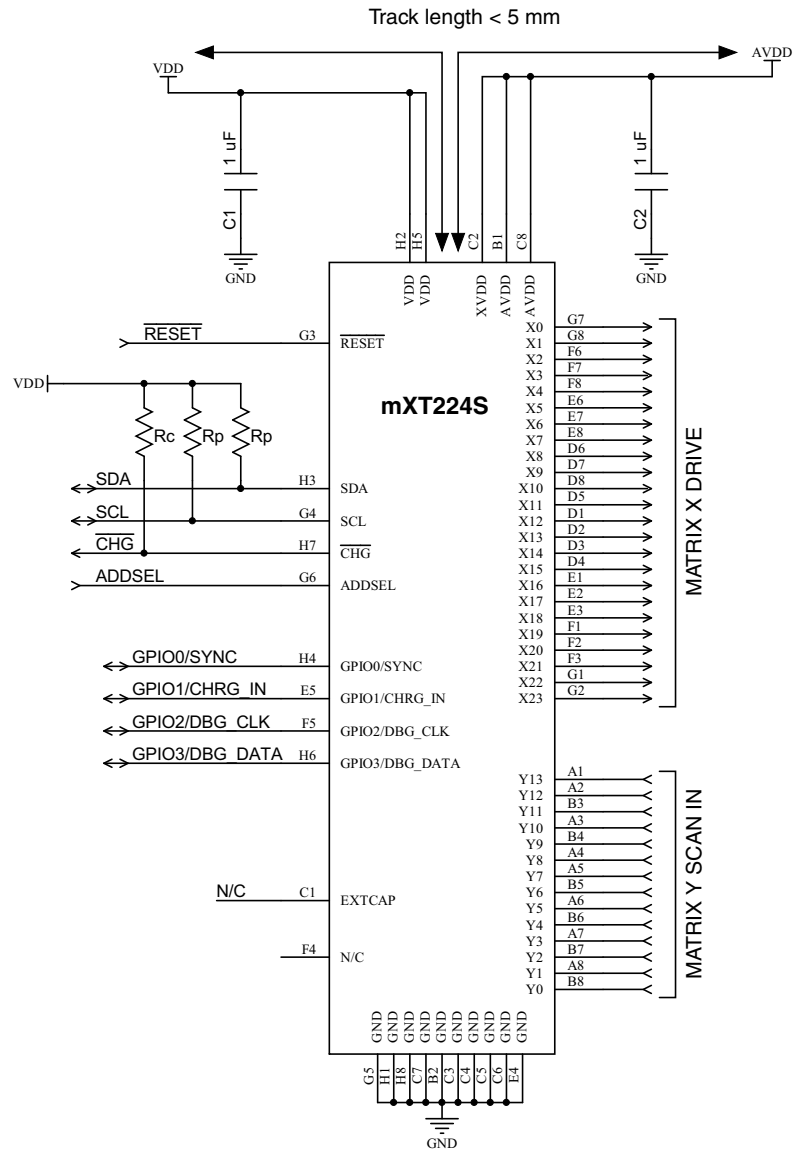 Track length < 5 mm
VDD
AVDD
1 uF
C1
GND
1 uF
C2
GND
H2
H5
C2
B1
C8
VDD
VDD
XVDD
AVDD
AVDD
mXT224S
RESET
G3
RESET
VDD
Rc
Rp
Rp
SDA
H3
SDA
SCL
G4
SCL
CHG
H7
CHG
ADDSEL
G6
ADDSEL
GPIO0/SYNC
H4
GPIO0/SYNC
GPIO1/CHRG_IN
E5
GPIO1/CHRG_IN
GPIO2/DBG_CLK
F5
GPIO2/DBG_CLK
GPIO3/DBG_DATA
H6
GPIO3/DBG_DATA
N/C
C1
EXTCAP
F4
N/C
X0 G7
X1 G8
X2 F6
X3 F7
X4 F8
X5 E6
X6 E7
X7 E8
X8 D6
X9 D7
X10 D8
X11 D5
X12 D1
X13 D2
X14 D3
X15 D4
X16 E1
X17 E2
X18 E3
X19 F1
X20 F2
X21 F3
X22 G1
X23 G2
MATRIX X DRIVE
Y13 A1
Y12 A2
Y11 B3
Y10 A3
Y9 B4
Y8 A4
Y7 A5
Y6 B5
Y5 A6
Y4 B6
Y3 A7
Y2 B7
Y1 A8
Y0 B8
MATRIX Y SCAN IN
GND
GND
GND
GND
GND
GND
GND
GND
GND
GND
G5
H1
H8
C7
B2
C3
C4
C5
C6
E4
GND